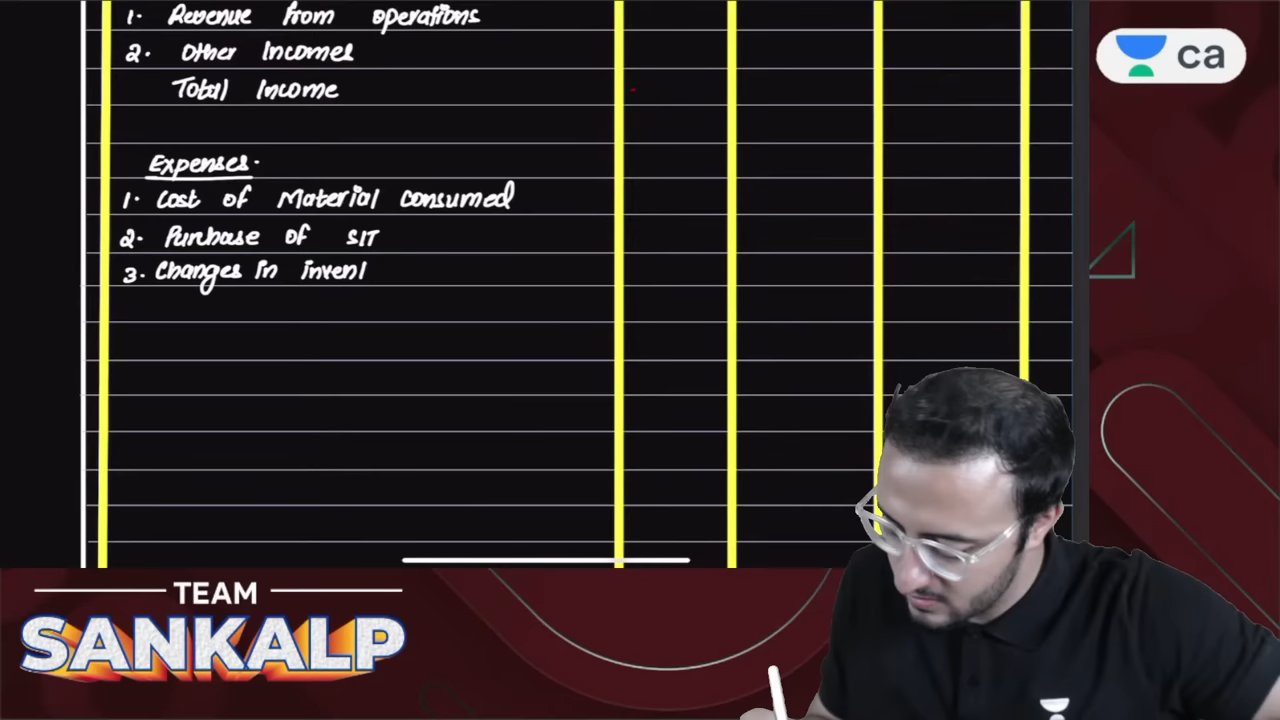 1. Revenue from operations
2. Other Incomes
Total Income
Expenses.
1. Cost of Material consumed
2. Purchase of SIT
3. Changes in invent
ca
TEAM
SANKALP